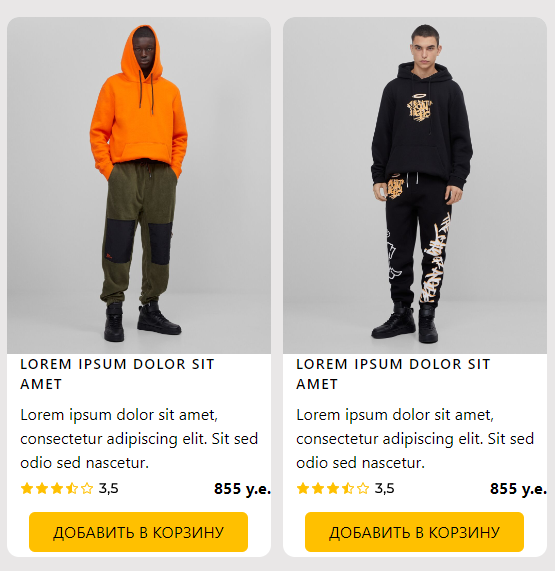 LOREM IPSUM DOLOR SIT
AMET
Lorem ipsum dolor sit amet,
consectetur adipiscing elit. Sit sed
odio sed nascetur.
3,5 855 y.e.
ДОБАВИТЬ В КОРЗИНУ
LOREM IPSUM DOLOR SIT
AMET
Lorem ipsum dolor sit amet,
consectetur adipiscing elit. Sit sed
odio sed nascetur.
3,5 855 y.e.
ДОБАВИТЬ В КОРЗИНУ